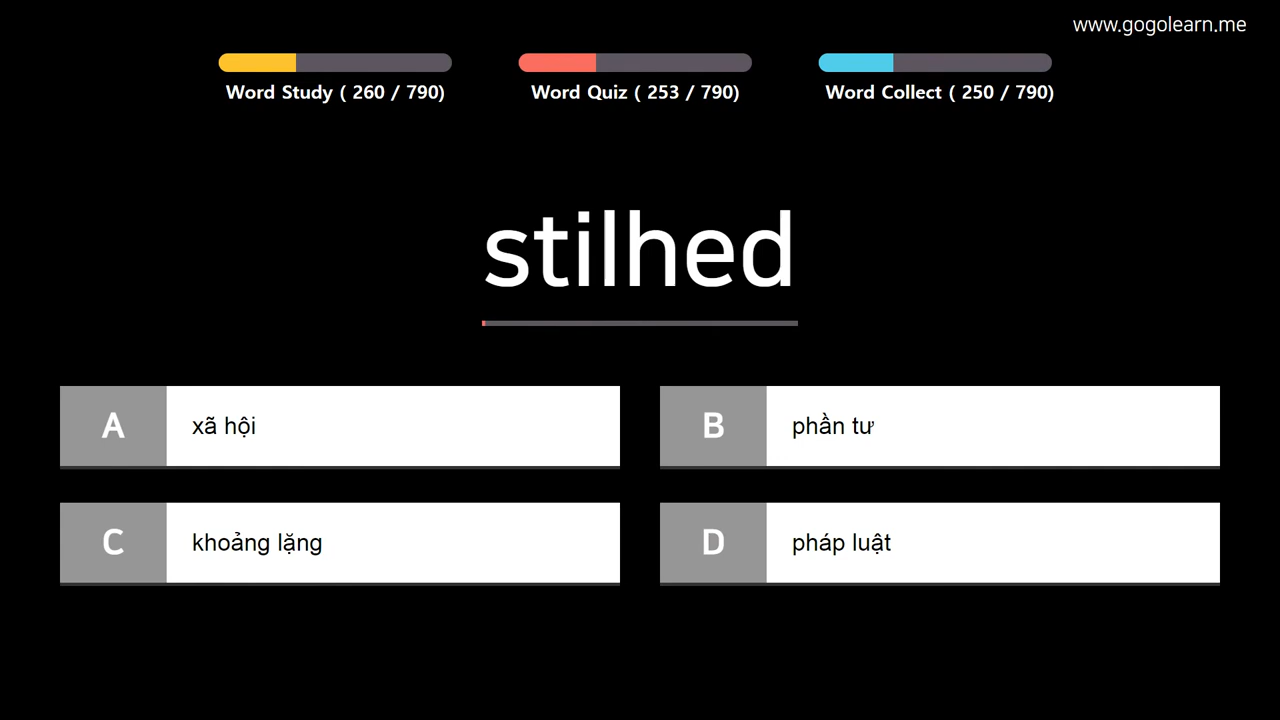 www.gogolearn.me
Word Study ( 260 / 790)
Word Quiz ( 253 / 790)
Word Collect ( 250 / 790)
stilhed
A xã hội
B phần tư
C khoảng lặng
D pháp luật